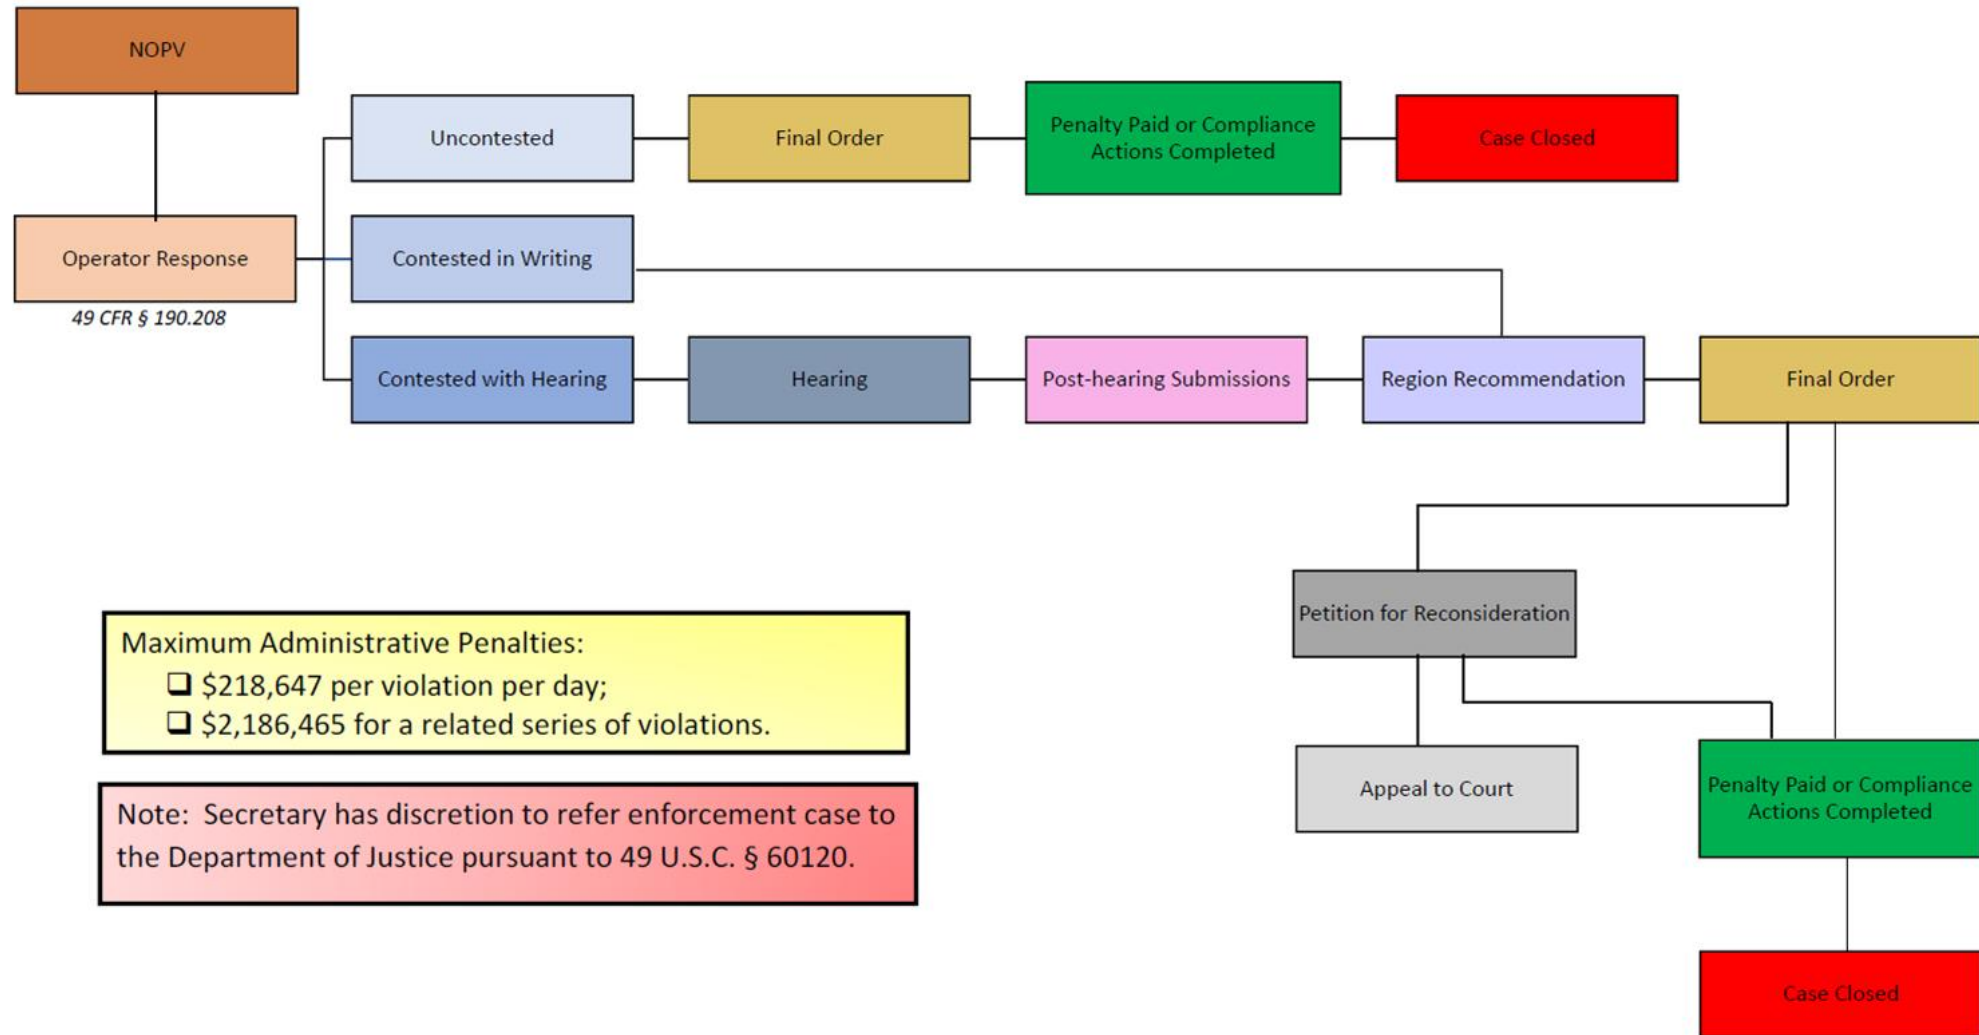 NOPV
Uncontested
Final Order
Penalty Paid or Compliance
Actions Completed
Case Closed
Operator Response
49 CFR § 190.208
Contested in Writing
Contested with Hearing
Hearing
Post-hearing Submissions
Region Recommendation
Final Order
Petition for Reconsideration
Maximum Administrative Penalties:
❑ $218,647 per violation per day;
❑ $2,186,465 for a related series of violations.
Appeal to Court
Penalty Paid or Compliance
Actions Completed
Note: Secretary has discretion to refer enforcement case to
the Department of Justice pursuant to 49 U.S.C. § 60120.
Case Closed